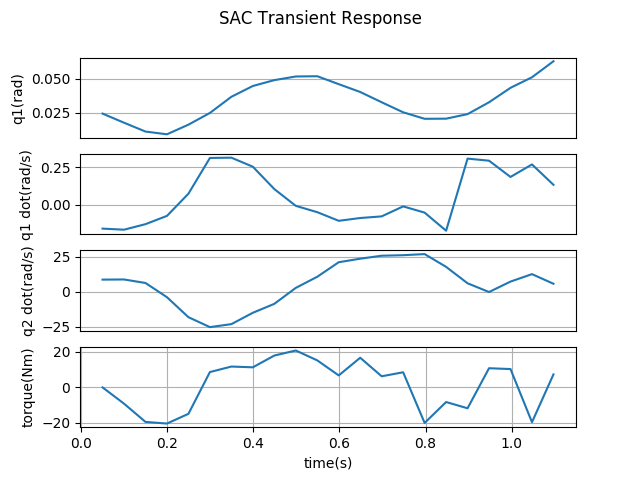 SAC Transient Response
q1(rad)
0.050
0.025
q1 dot(rad/s)
0.25
0.00
q2 dot(rad/s)
25
0
−25
torque(Nm)
20
0
−20
0.0 0.2 0.4 0.6 0.8 1.0
time(s)